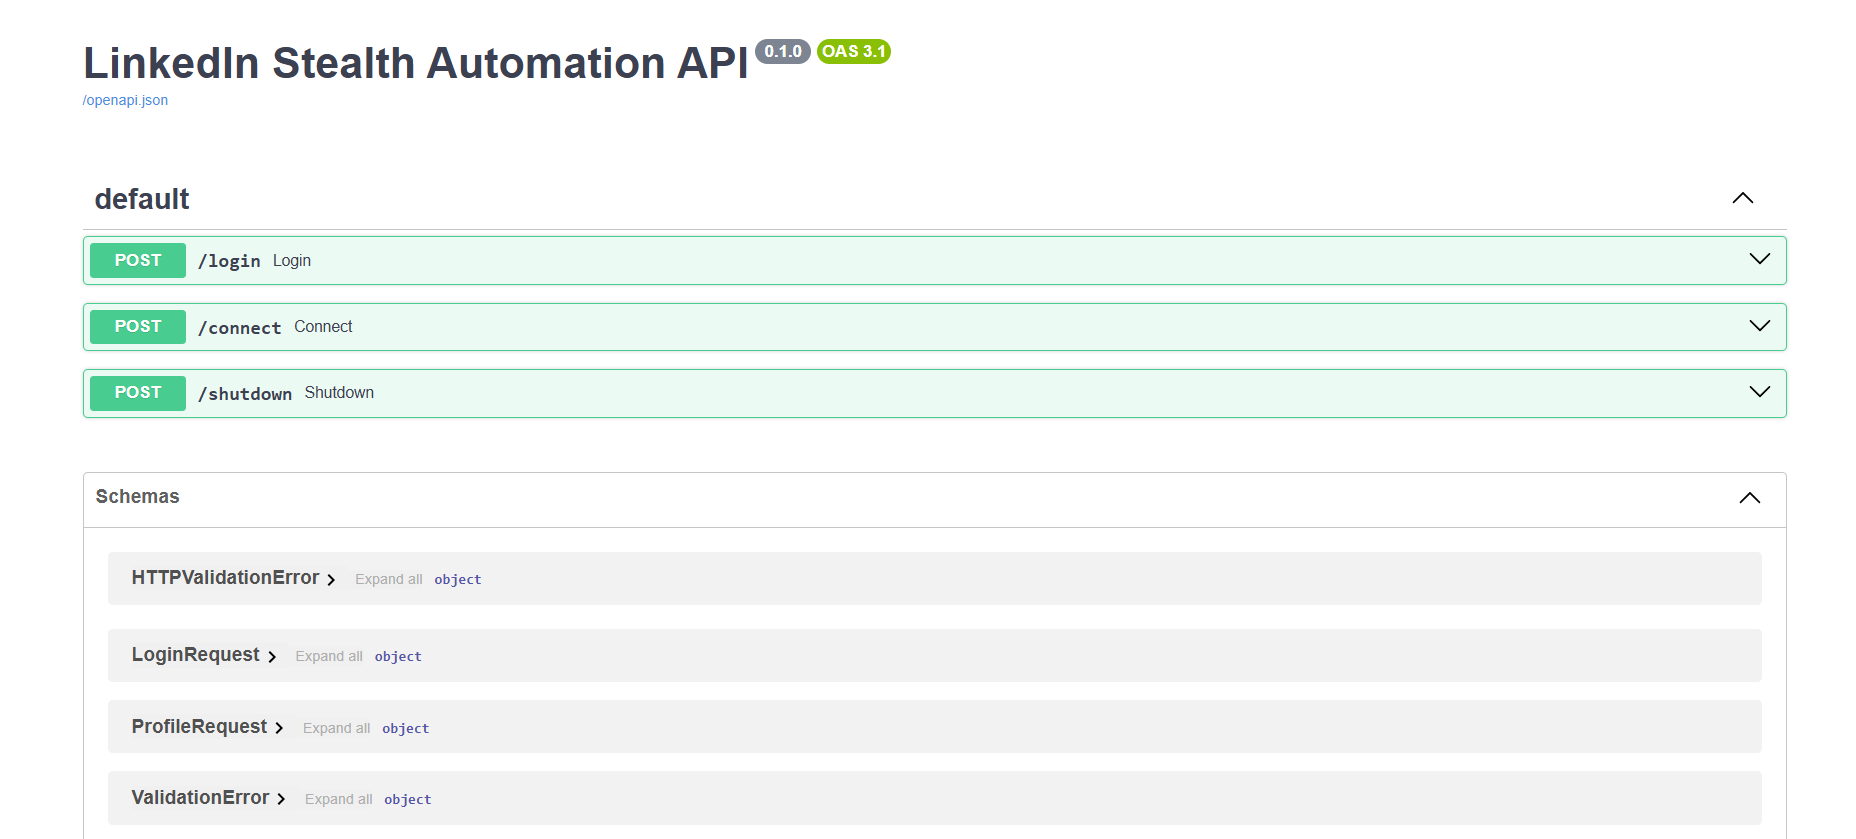 LinkedIn Stealth Automation API 0.1.0 OAS 3.1
/openapi.json
default
POST /login Login
POST /connect Connect
POST /shutdown Shutdown
Schemas
HTTPValidationError Expand all object
LoginRequest Expand all object
ProfileRequest Expand all object
ValidationError Expand all object